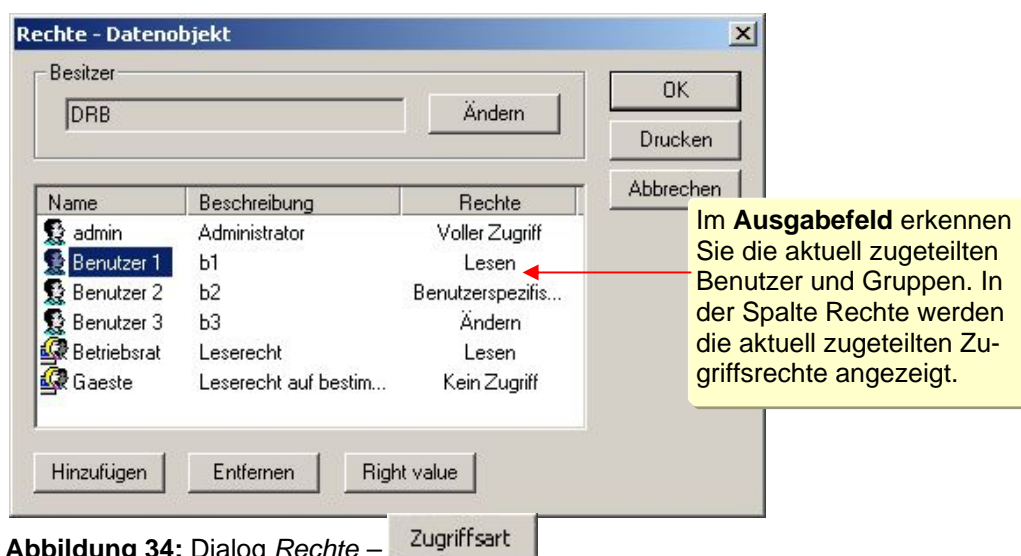 Rechte - Datenobjekt
Besitzer
DRB
Ändern
OK
Drucken
Abbrechen
Name Beschreibung Rechte
admin Administrator Voller Zugriff
Benutzer 1 b1 Lesen
Benutzer 2 b2 Benutzerspezifis...
Benutzer 3 b3 Ändern
Betriebsrat Leserecht Lesen
Gaeste Leserecht auf bestim... Kein Zugriff
Hinzufügen Entfernen Right value
Im Ausgabefeld erkennen
Sie die aktuell zugeteilten
Benutzer und Gruppen. In
der Spalte Rechte werden
die aktuell zugeteilten Zu-
griffsrechte angezeigt.
Abbildung 34: Dialog Rechte – Zugriffsart